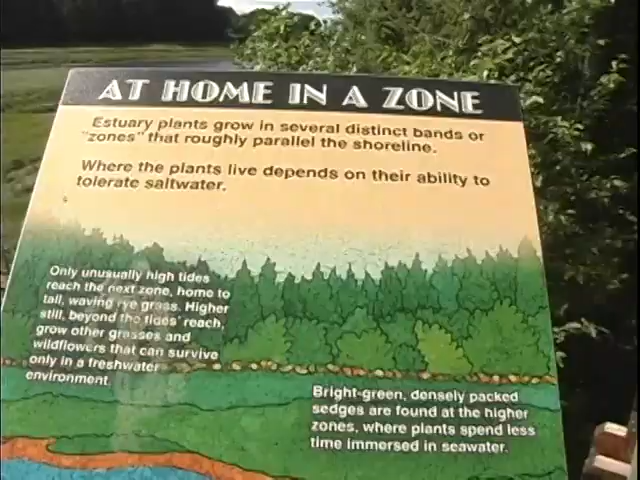 AT HOME IN A ZONE
Estuary plants grow in several distinct bands or
"zones" that roughly parallel the shoreline.
Where the plants live depends on their ability to
tolerate saltwater.
Only unusually high tides
reach the next zone, home to
tall, waving rye grass. Higher
still, beyond the tides' reach,
grow other grasses and
wildflowers that can survive
only in a freshwater
environment.
Bright-green, densely packed
sedges are found at the higher
zones, where plants spend less
time immersed in seawater.